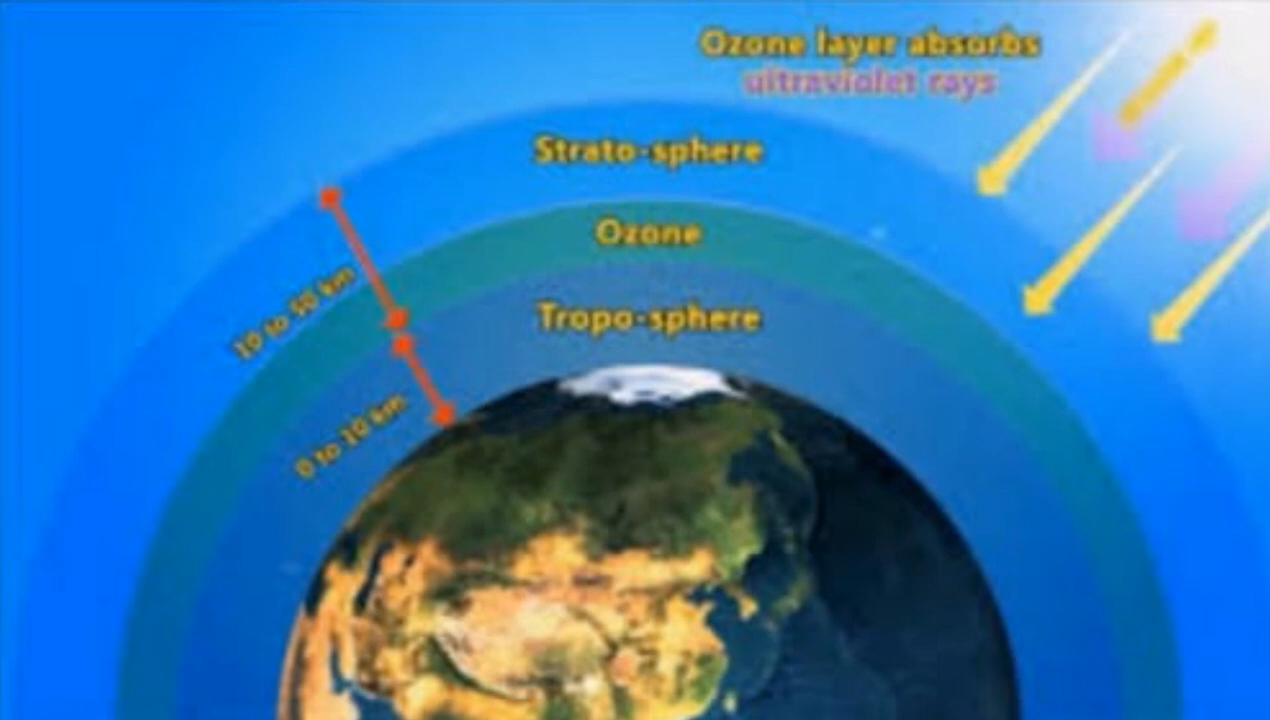 Ozone layer absorbs
ultraviolet rays
Strato-sphere
Ozone
Tropo-sphere
10 to 50 km
0 to 10 km